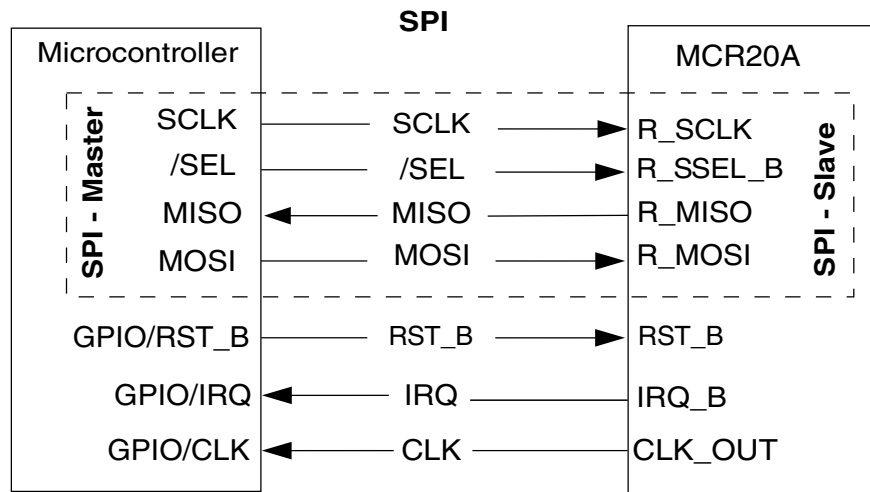 SPI
Microcontroller
MCR20A
SPI - Master
SPI - Slave
SCLK SCLK R_SCLK
/SEL /SEL R_SSEL_B
MISO MISO R_MISO
MOSI MOSI R_MOSI
GPIO/RST_B RST_B RST_B
GPIO/IRQ IRQ IRQ_B
GPIO/CLK CLK CLK_OUT